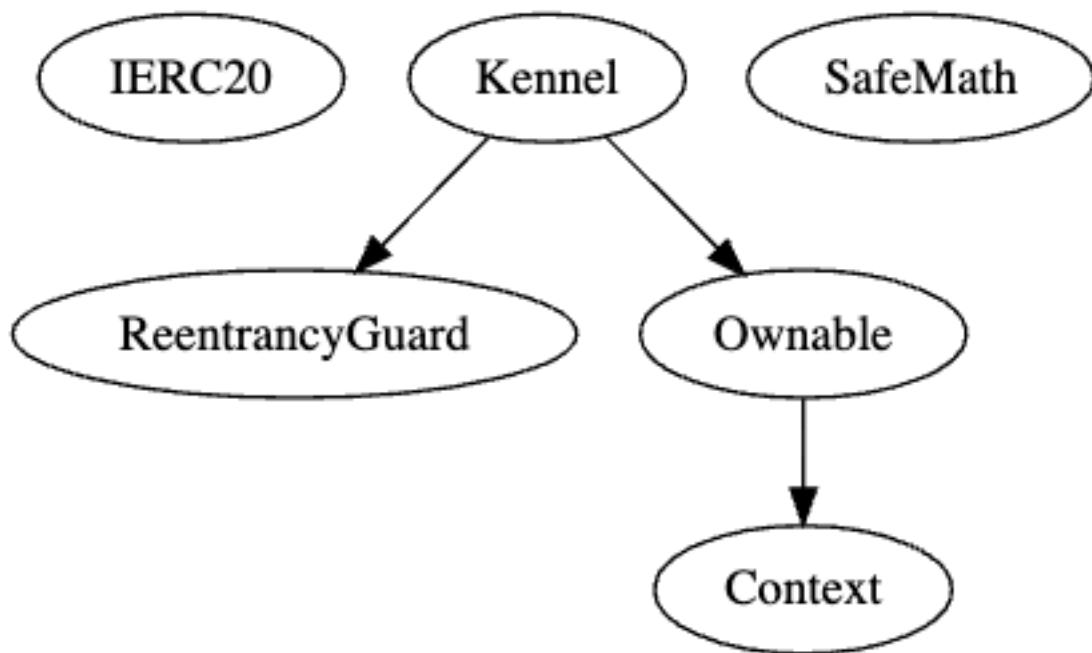 IERC20
Kennel
SafeMath
ReentrancyGuard
Ownable
Context